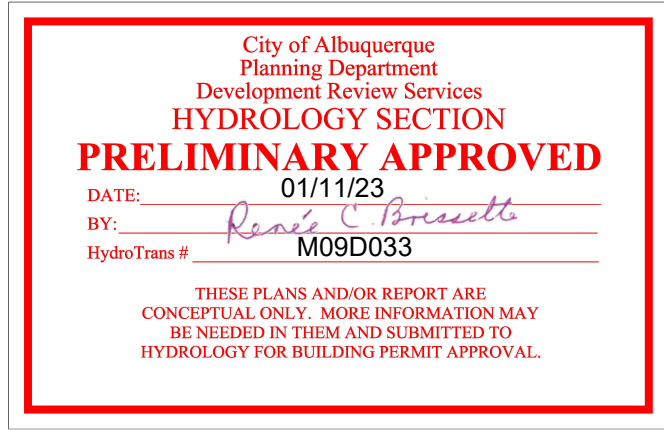 City of Albuquerque
Planning Department
Development Review Services
HYDROLOGY SECTION
PRELIMINARY APPROVED
DATE: 01/11/23
BY: Renée C. Brissette
HydroTrans # M09D033
THESE PLANS AND/OR REPORT ARE
CONCEPTUAL ONLY. MORE INFORMATION MAY
BE NEEDED IN THEM AND SUBMITTED TO
HYDROLOGY FOR BUILDING PERMIT APPROVAL.